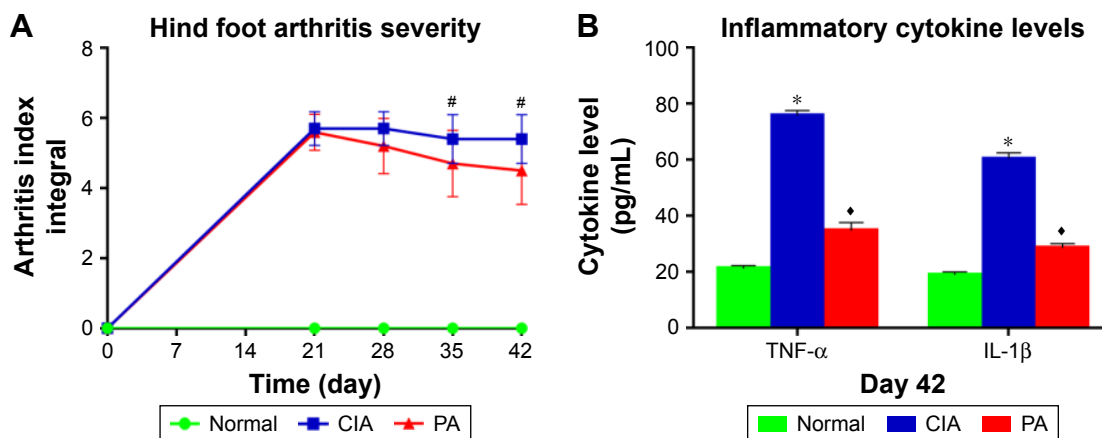 A
Hind foot arthritis severity
Arthritis index
integral
8
6
4
2
0
# #
0 7 14 21 28 35 42
Time (day)
Normal CIA PA
B
Inflammatory cytokine levels
Cytokine level
(pg/mL)
100
80
60
40
20
0
* ♦ * ♦
TNF-α IL-1β
Day 42
Normal CIA PA